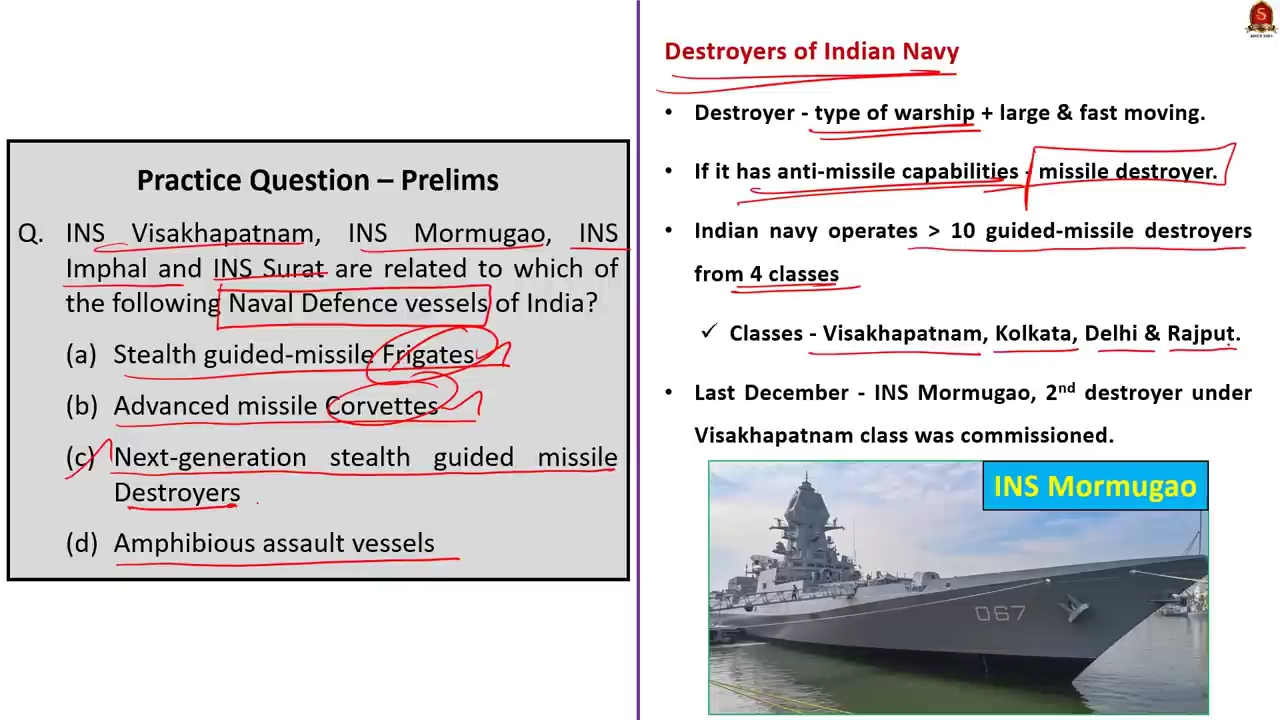 Practice Question – Prelims
Q. INS Visakhapatnam, INS Mormugao, INS
Imphal and INS Surat are related to which of
the following Naval Defence vessels of India?
(a) Stealth guided-missile Frigates
(b) Advanced missile Corvettes
(c) Next-generation stealth guided missile
Destroyers
(d) Amphibious assault vessels
Destroyers of Indian Navy
• Destroyer - type of warship + large & fast moving.
• If it has anti-missile capabilities - missile destroyer.
• Indian navy operates > 10 guided-missile destroyers
from 4 classes
✓ Classes - Visakhapatnam, Kolkata, Delhi & Rajput.
• Last December - INS Mormugao, 2nd destroyer under
Visakhapatnam class was commissioned.
INS Mormugao
D67